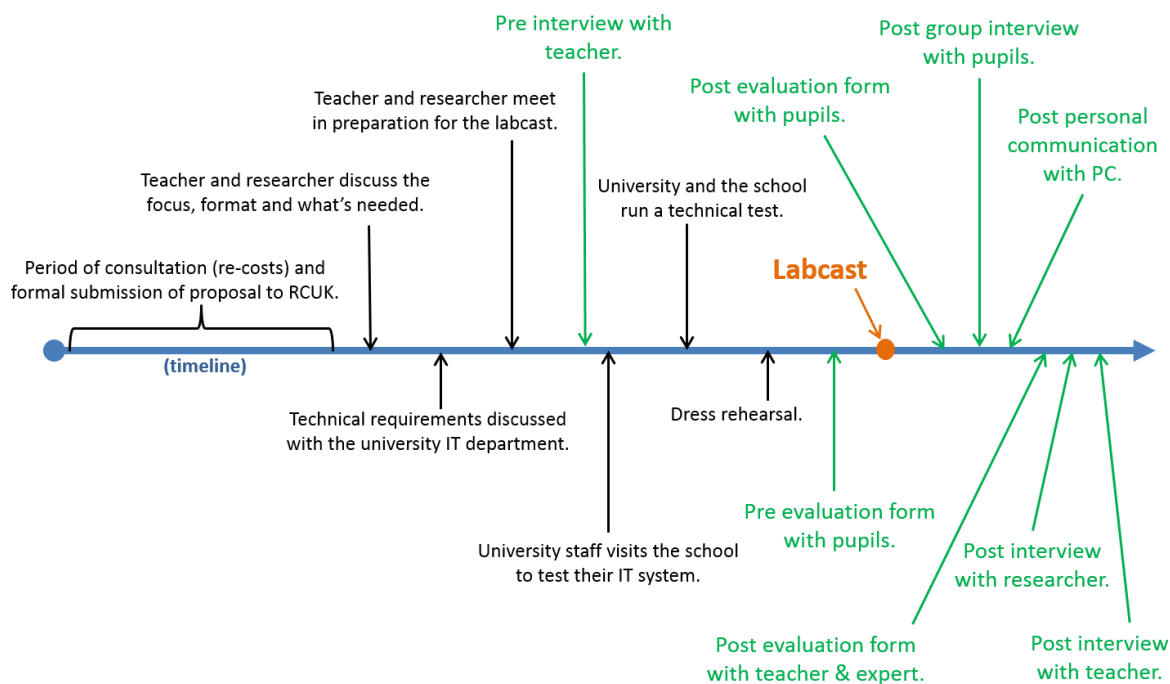 Pre interview with
teacher.
Post group interview
with pupils.
Post evaluation form
with pupils.
Teacher and researcher meet
in preparation for the labcast.
Post personal
communication
with PC.
Teacher and researcher discuss the
focus, format and what's needed.
University and the school
run a technical test.
Period of consultation (re-costs) and
formal submission of proposal to RCUK.
Labcast
(timeline)
Technical requirements discussed
with the university IT department.
Dress rehearsal.
Pre evaluation form
with pupils.
University staff visits the school
to test their IT system.
Post interview
with researcher.
Post evaluation form
with teacher & expert.
Post interview
with teacher.